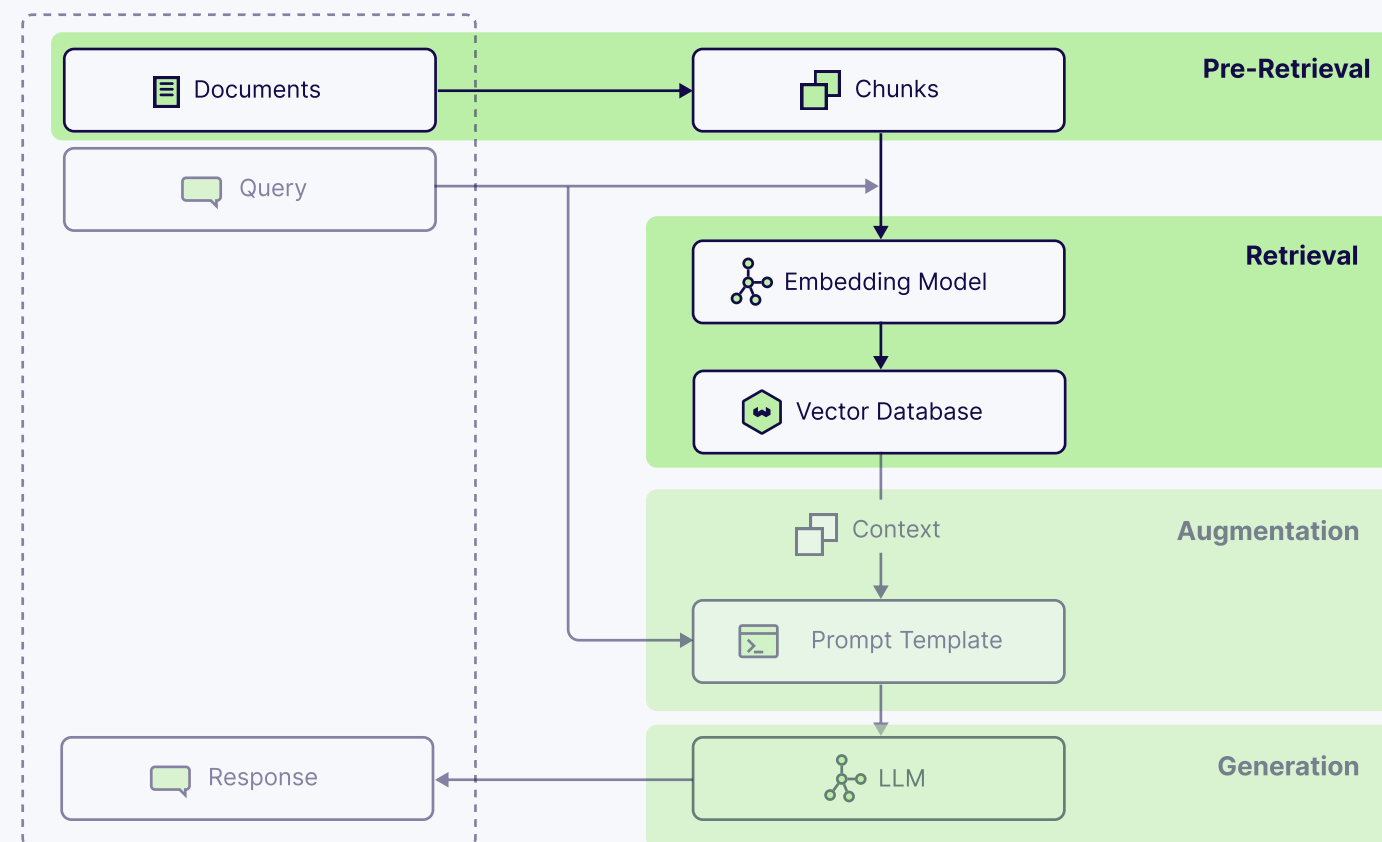 Documents
Chunks
Pre-Retrieval
Query
Retrieval
Embedding Model
Vector Database
Context
Augmentation
Prompt Template
Response
LLM
Generation